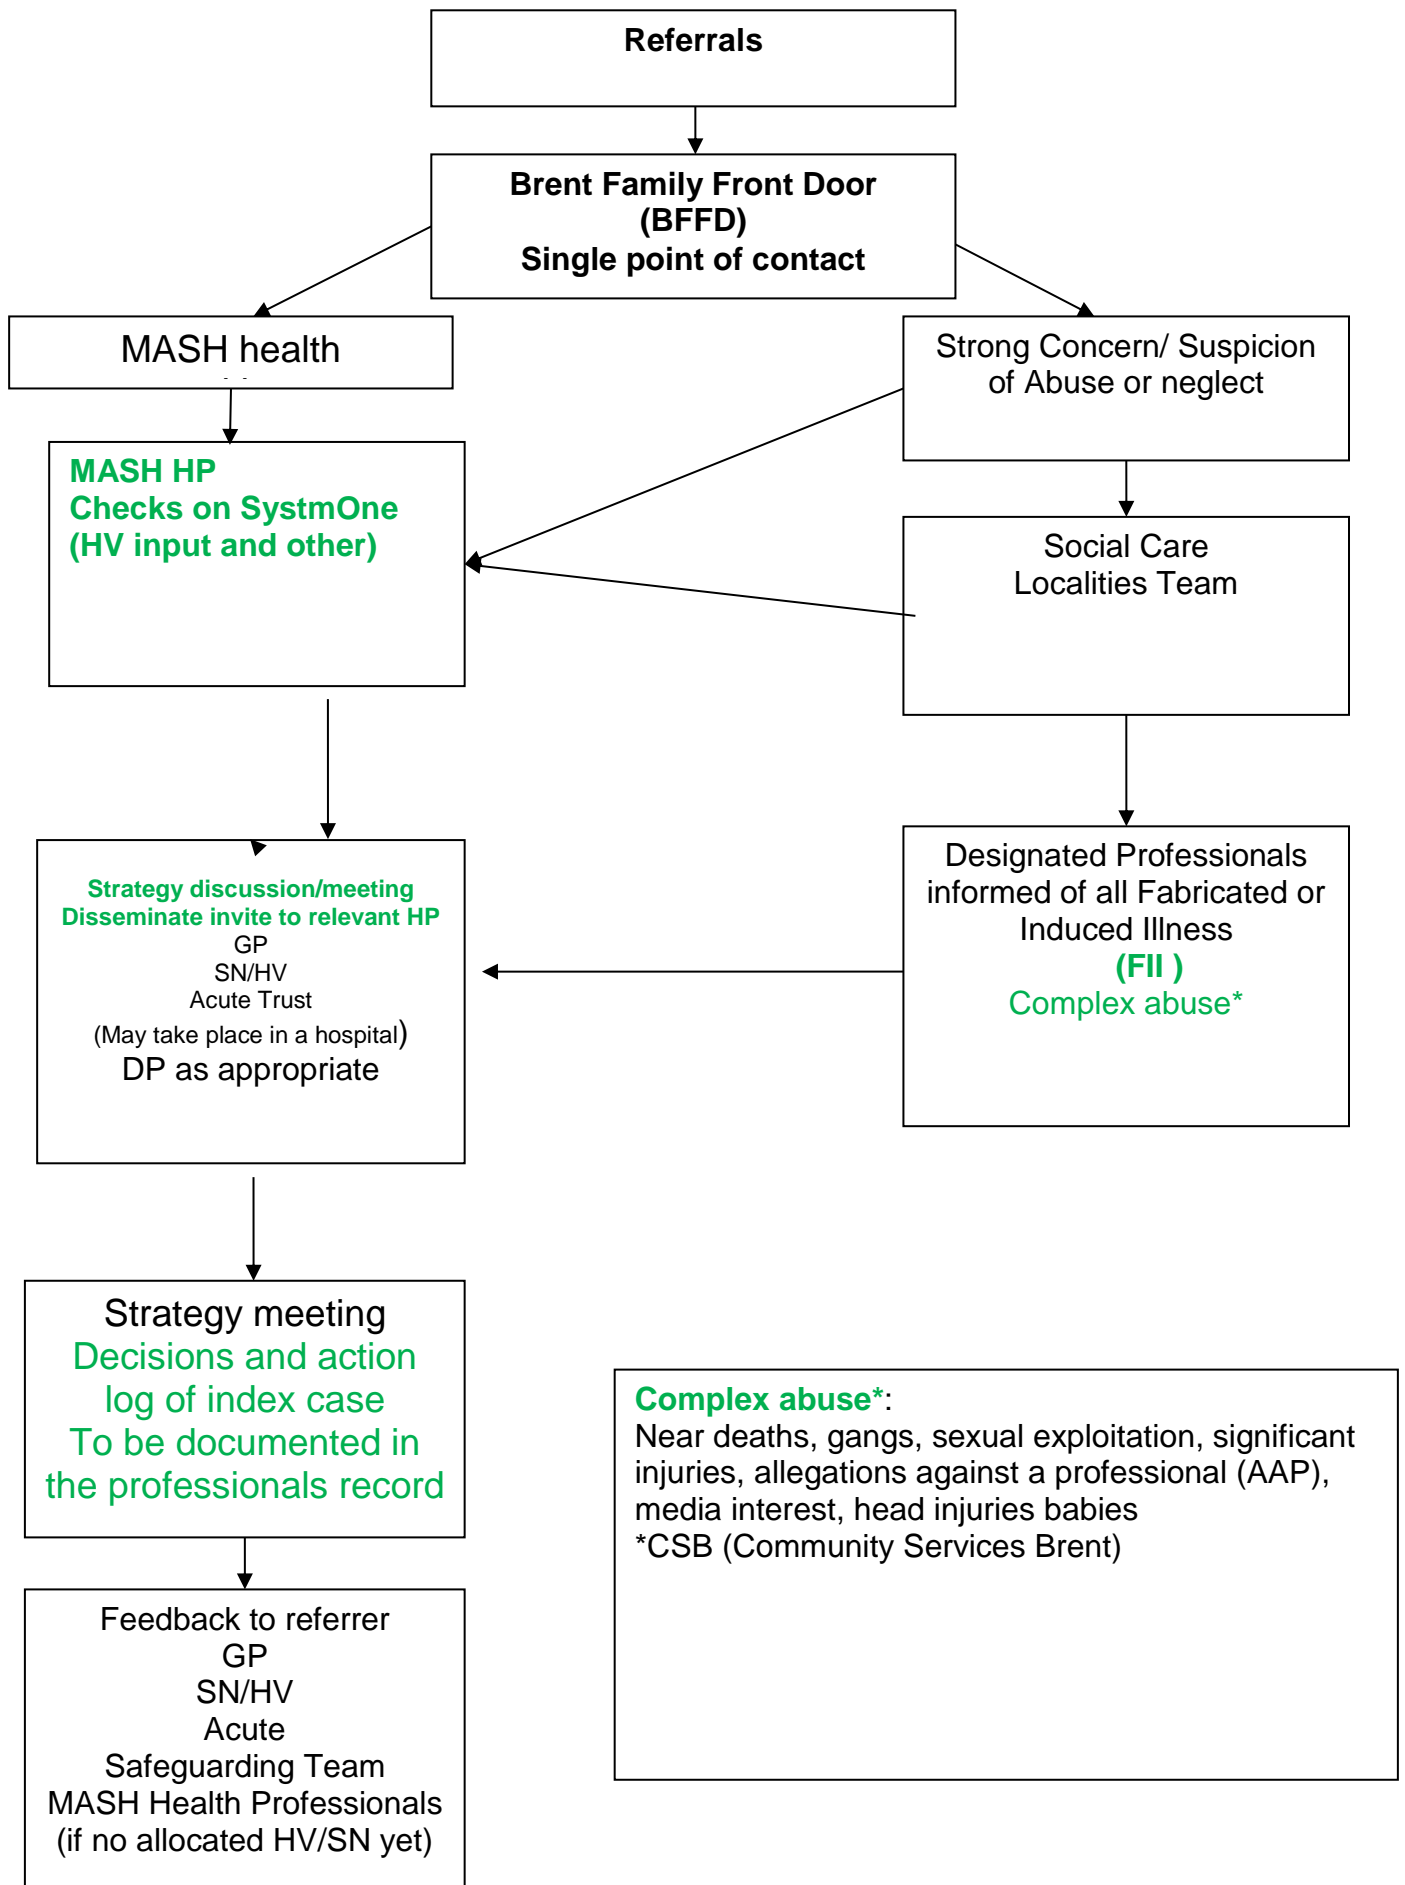 Referrals
Brent Family Front Door
(BFFD)
Single point of contact
MASH health
Strong Concern/ Suspicion
of Abuse or neglect
MASH HP
Checks on SystmOne
(HV input and other)
Social Care
Localities Team
Strategy discussion/meeting
Disseminate invite to relevant HP
GP
SN/HV
Acute Trust
(May take place in a hospital)
DP as appropriate
Designated Professionals
informed of all Fabricated or
Induced Illness
(FII )
Complex abuse*
Strategy meeting
Decisions and action
log of index case
To be documented in
the professionals record
Complex abuse*:
Near deaths, gangs, sexual exploitation, significant
injuries, allegations against a professional (AAP),
media interest, head injuries babies
*CSB (Community Services Brent)
Feedback to referrer
GP
SN/HV
Acute
Safeguarding Team
MASH Health Professionals
(if no allocated HV/SN yet)